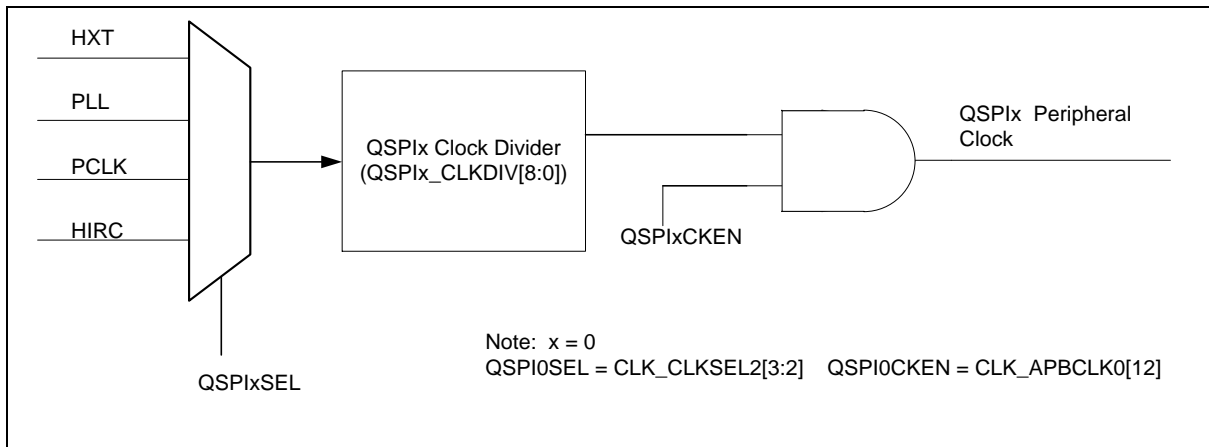 HXT
PLL
PCLK
HIRC
QSPIxSEL
QSPIx Clock Divider
(QSPIx_CLKDIV[8:0])
QSPIxCKEN
QSPIx Peripheral
Clock
Note: x = 0
QSPI0SEL = CLK_CLKSEL2[3:2] QSPI0CKEN = CLK_APBCLK0[12]